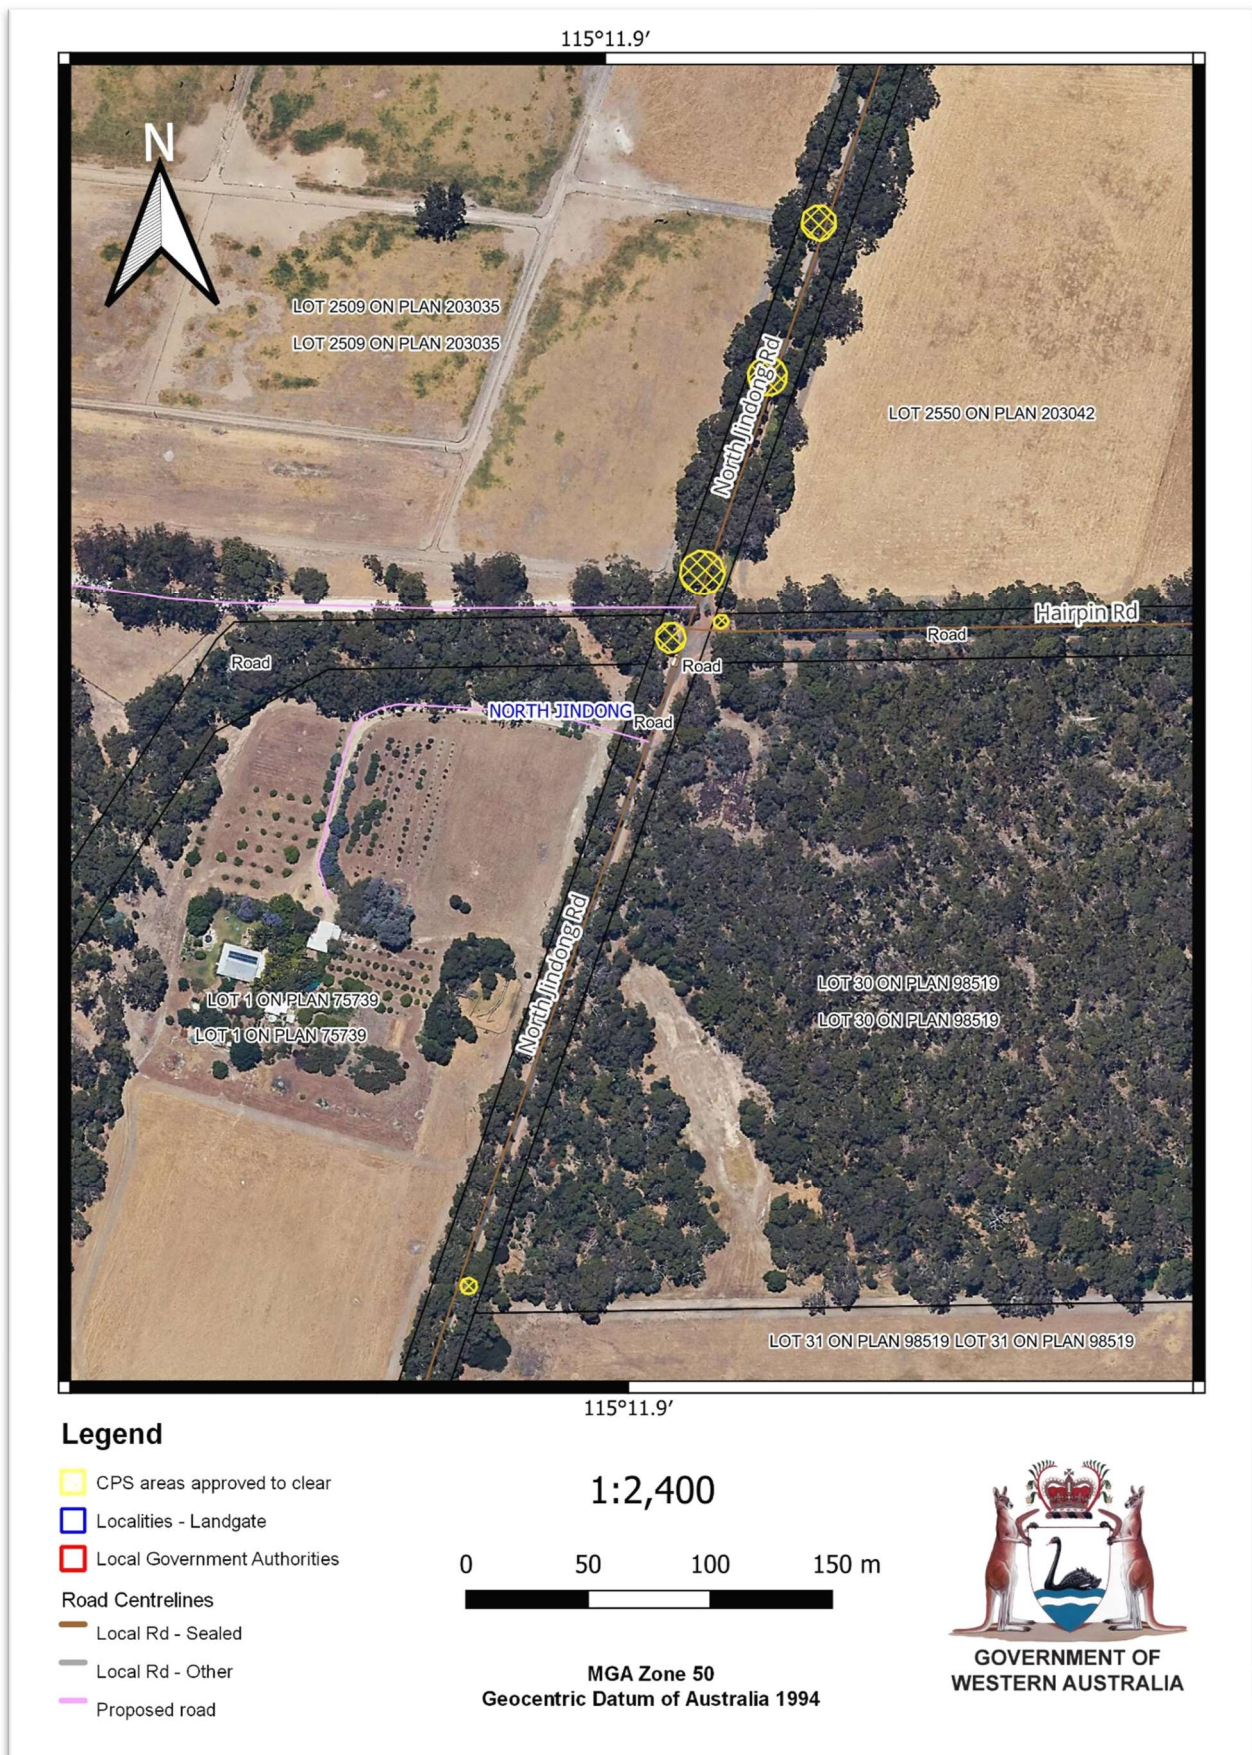 115°11.9′
N
LOT 2509 ON PLAN 203035
LOT 2509 ON PLAN 203035
North Jindong Rd
LOT 2550 ON PLAN 203042
Hairpin Rd
Road
Road
Road
NORTH JINDONG
Road
North Jindong Rd
LOT 30 ON PLAN 98519
LOT 30 ON PLAN 98519
LOT 1 ON PLAN 75739
LOT 1 ON PLAN 75739
LOT 31 ON PLAN 98519 LOT 31 ON PLAN 98519
115°11.9′
Legend
CPS areas approved to clear
Localities - Landgate
Local Government Authorities
Road Centrelines
Local Rd - Sealed
Local Rd - Other
Proposed road
1:2,400
0 50 100 150 m
MGA Zone 50
Geocentric Datum of Australia 1994
GOVERNMENT OF
WESTERN AUSTRALIA